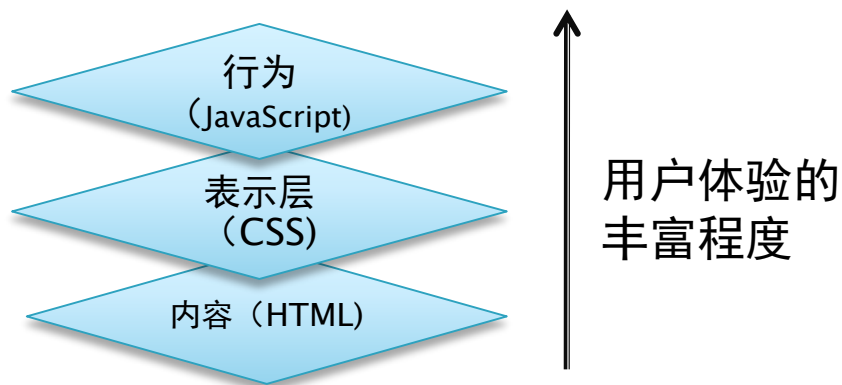 行为
（JavaScript)
表示层
（CSS)
内容（HTML)
用户体验的
丰富程度